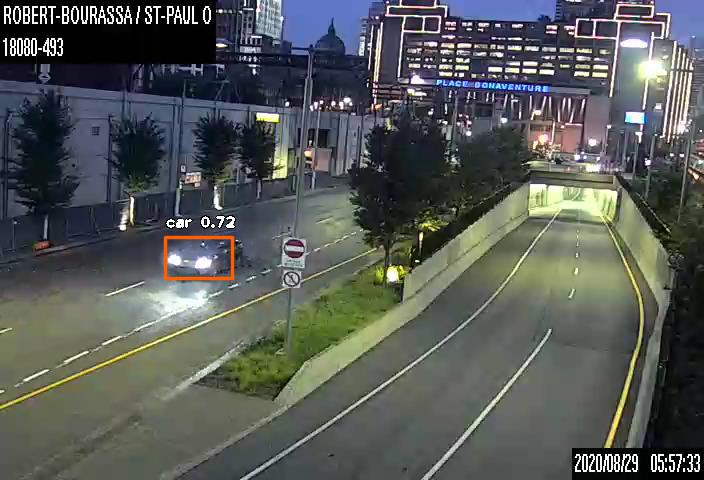 ROBERT-BOURASSA / ST-PAUL O
18080-493
PLACE BONAVENTURE
car 0.72
2020/08/29 05:57:33